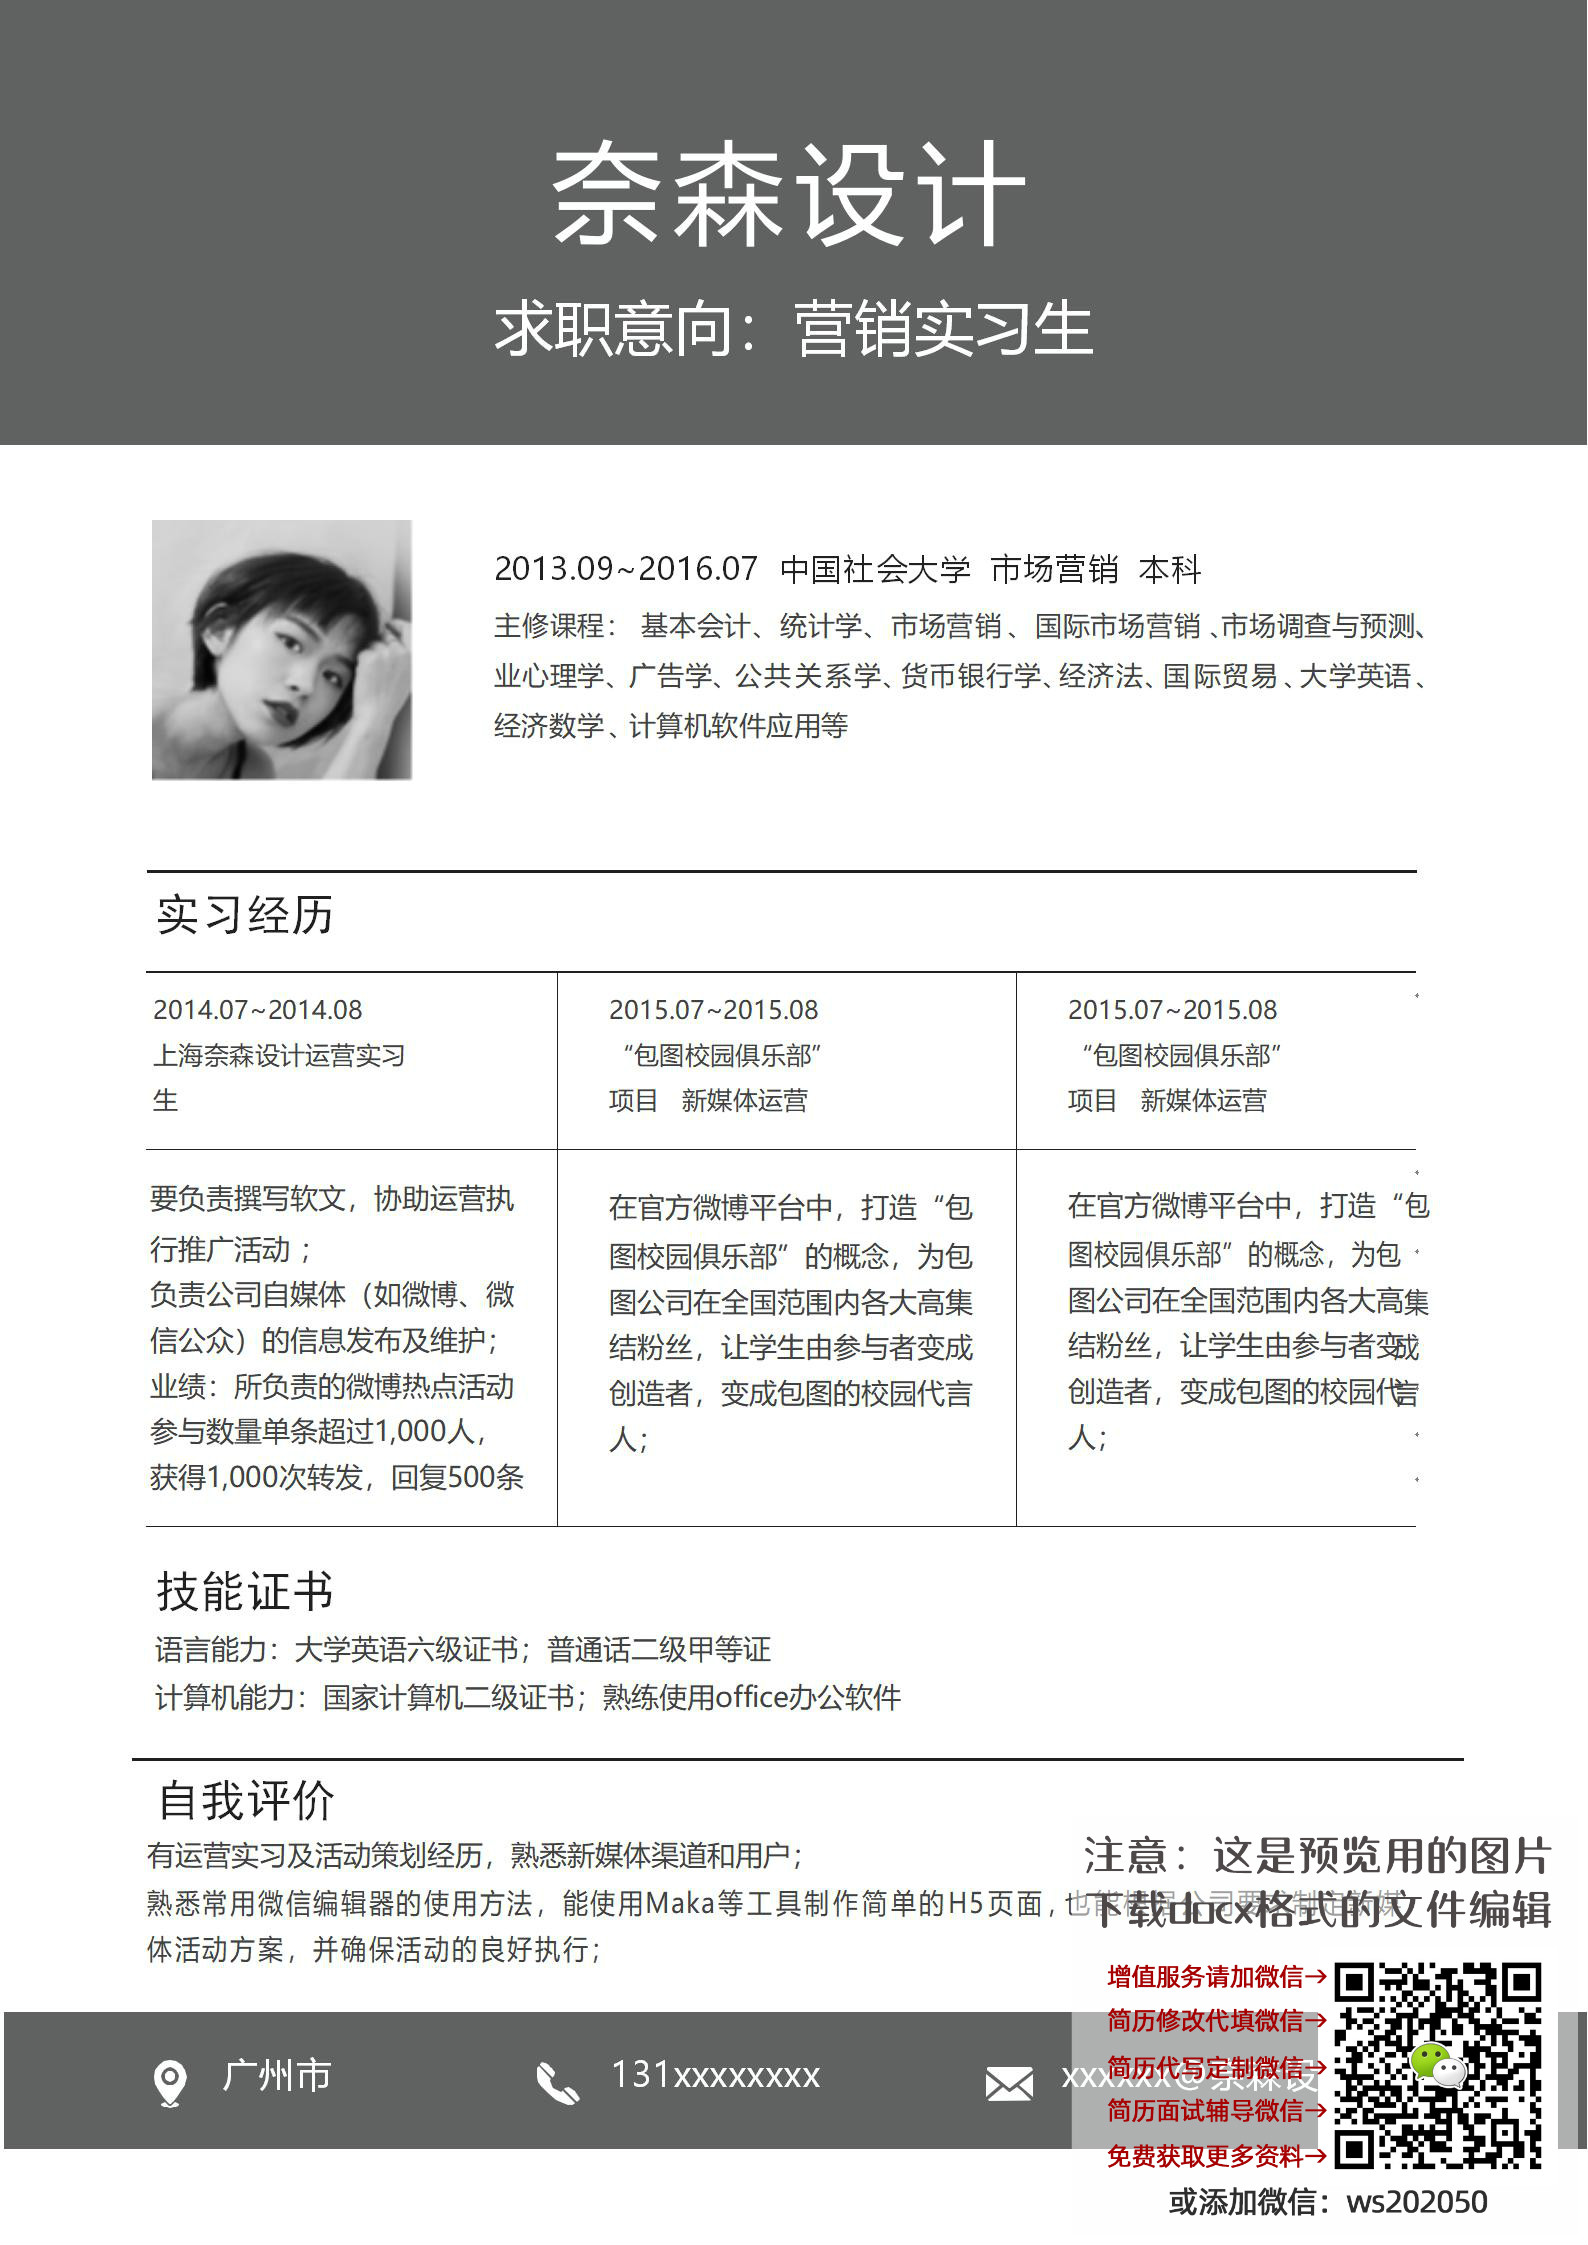 奈森设计
求职意向：营销实习生
2013.09~2016.07 中国社会大学 市场营销 本科
主修课程： 基本会计、统计学、市场营销、国际市场营销、市场调查与预测、
业心理学、广告学、公共关系学、货币银行学、经济法、国际贸易、大学英语、
经济数学、计算机软件应用等
实习经历
2014.07~2014.08
上海奈森设计运营实习
生
2015.07~2015.08
“包图校园俱乐部”
项目 新媒体运营
2015.07~2015.08
“包图校园俱乐部”
项目 新媒体运营
要负责撰写软文，协助运营执
行推广活动 ；
负责公司自媒体（如微博、微
信公众）的信息发布及维护；
业绩：所负责的微博热点活动
参与数量单条超过1,000人，
获得1,000次转发，回复500条
在官方微博平台中，打造“包
图校园俱乐部”的概念，为包
图公司在全国范围内各大高集
结粉丝，让学生由参与者变成
创造者，变成包图的校园代言
人；
在官方微博平台中，打造“包
图校园俱乐部”的概念，为包
图公司在全国范围内各大高集
结粉丝，让学生由参与者变成
创造者，变成包图的校园代言
人；
技能证书
语言能力：大学英语六级证书；普通话二级甲等证
计算机能力：国家计算机二级证书；熟练使用office办公软件
自我评价
有运营实习及活动策划经历，熟悉新媒体渠道和用户；
熟悉常用微信编辑器的使用方法，能使用Maka等工具制作简单的H5页面，也能根据公司要求制定新媒
体活动方案，并确保活动的良好执行；
注意：这是预览用的图片
下载docx格式的文件编辑
增值服务请加微信→
简历修改代填微信→
简历代写定制微信→
简历面试辅导微信→
免费获取更多资料→
或添加微信：ws202050
广州市
131xxxxxxxx
xxxxxx@奈森设